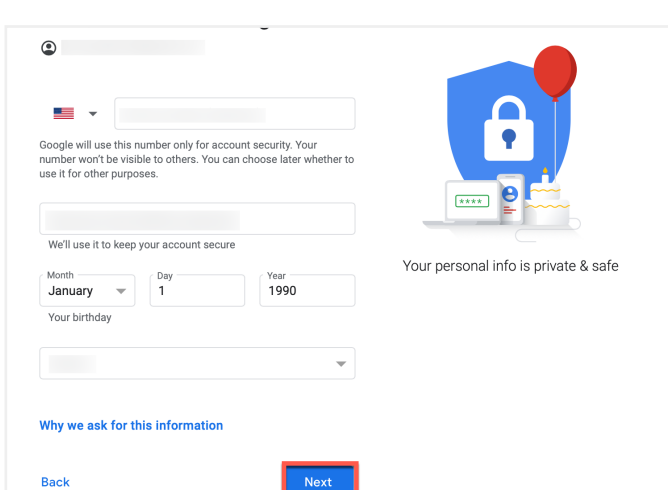 Google will use this number only for account security. Your
number won't be visible to others. You can choose later whether to
use it for other purposes.
****
We'll use it to keep your account secure
Your personal info is private & safe
Month Day Year
January 1 1990
Your birthday
Why we ask for this information
Back Next